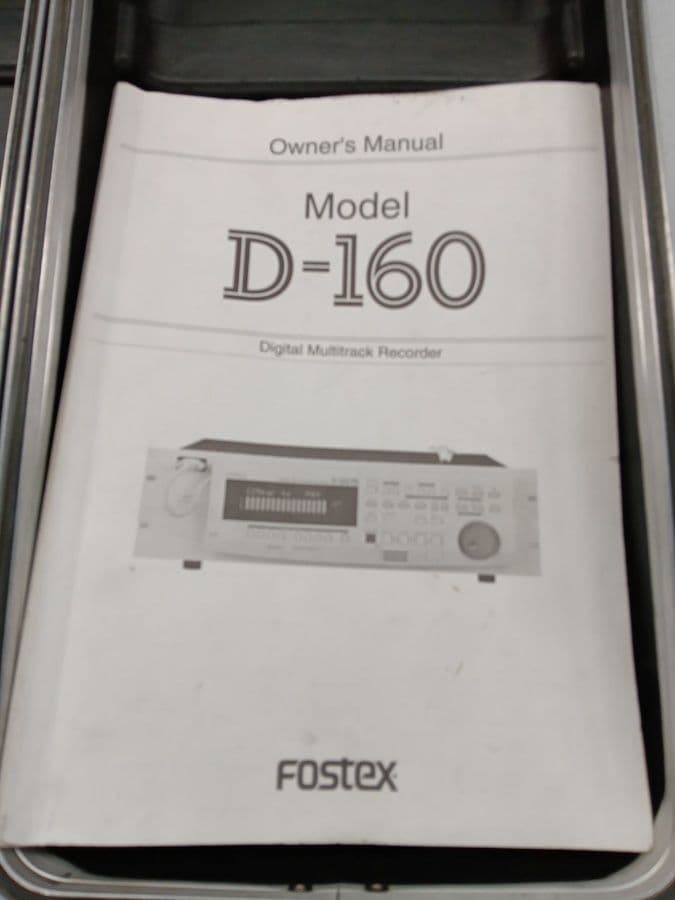 Owner's Manual
Model
D-160
Digital Multitrack Recorder
FOSTEX